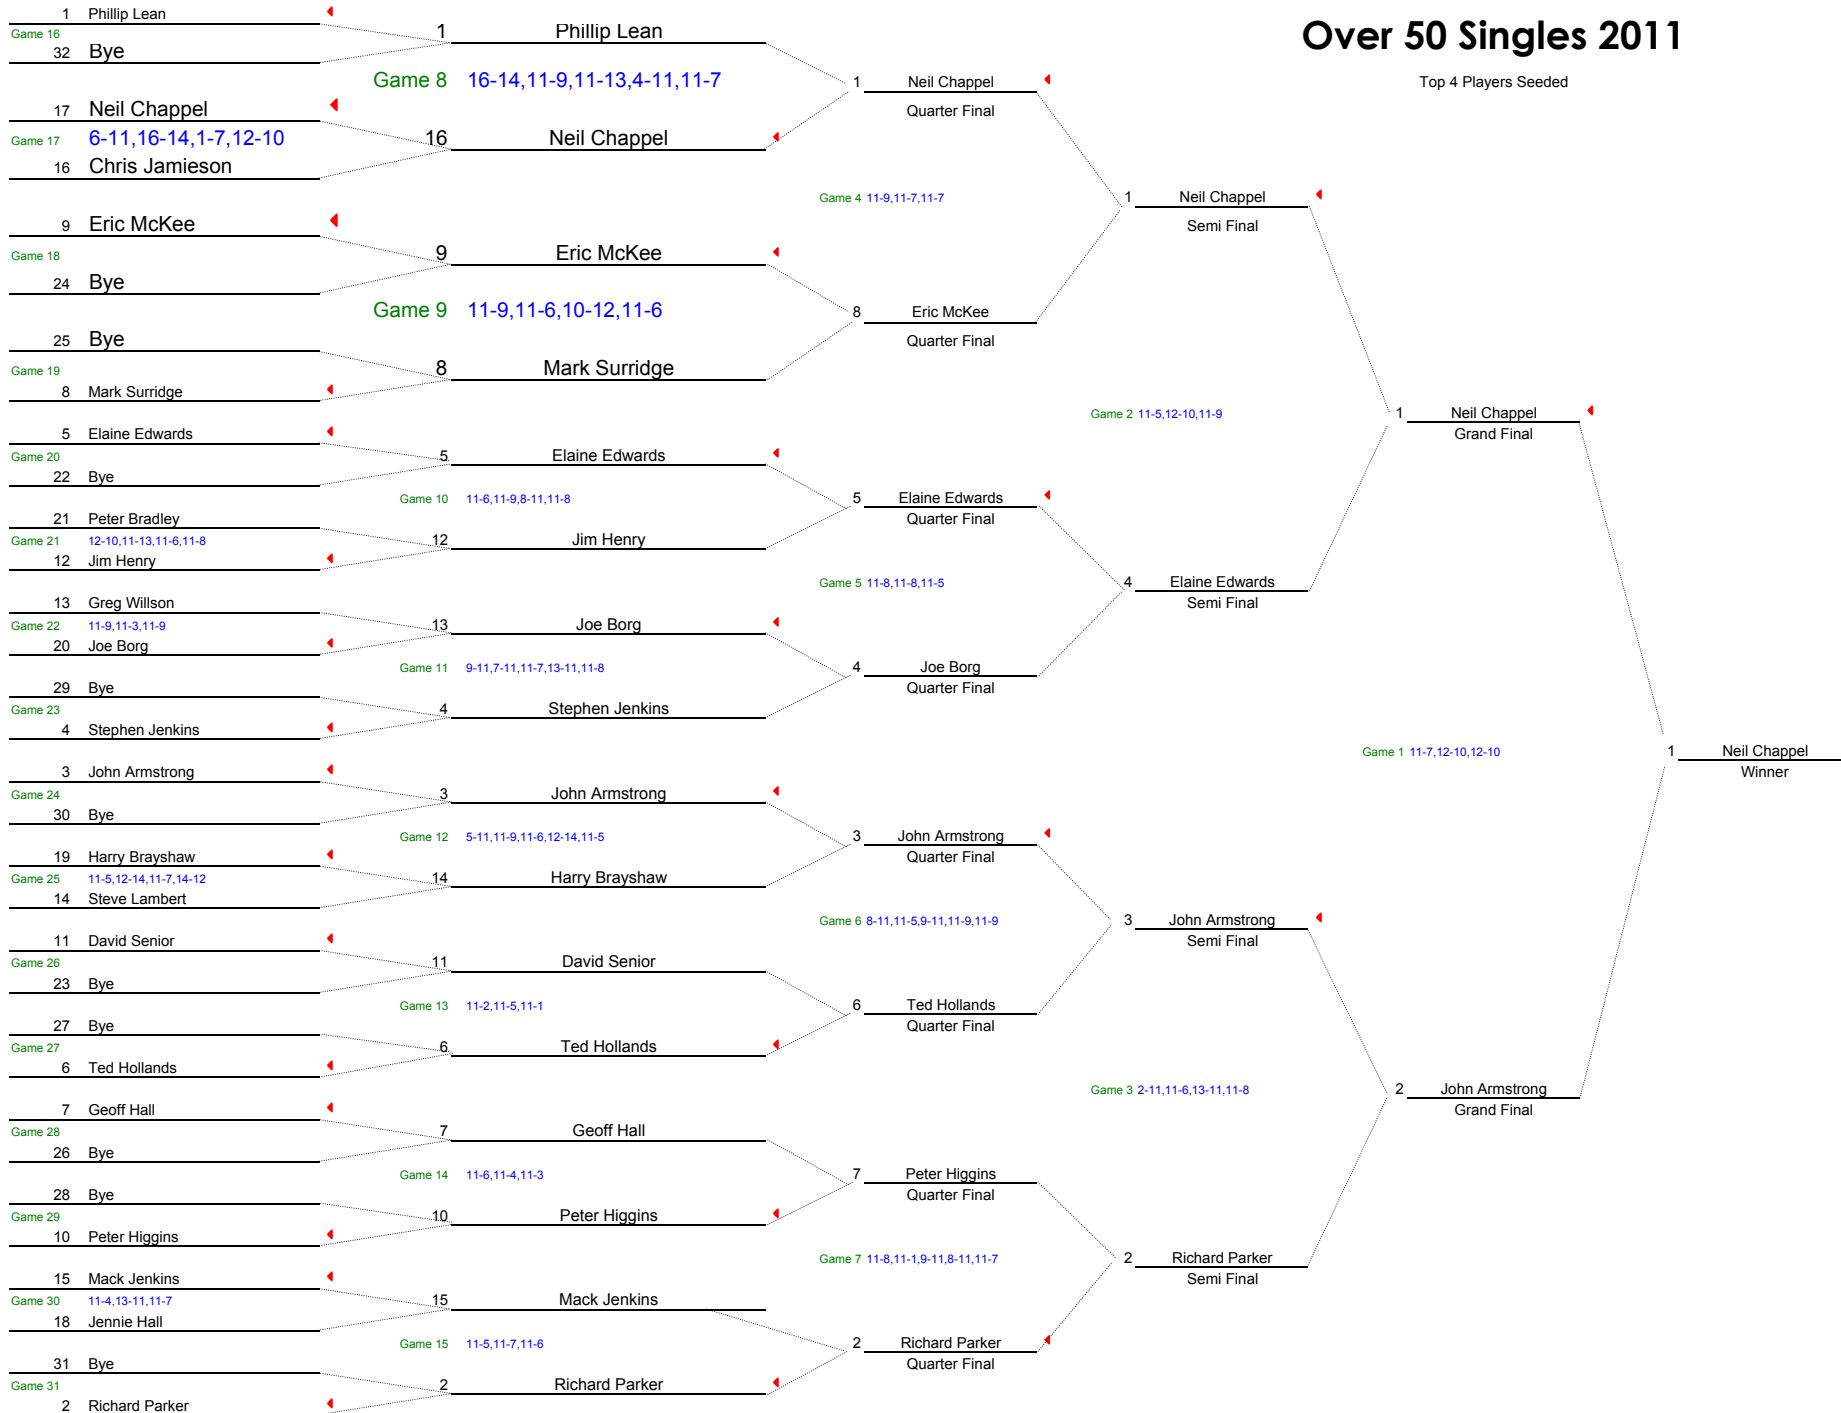 Over 50 Singles 2011
Top 4 Players Seeded
1 Phillip Lean
Game 16
32 Bye
17 Neil Chappel
Game 17 6-11,16-14,1-7,12-10
16 Chris Jamieson
9 Eric McKee
Game 18
24 Bye
25 Bye
Game 19
8 Mark Surridge
5 Elaine Edwards
Game 20
22 Bye
21 Peter Bradley
Game 21 12-10,11-13,11-6,11-8
12 Jim Henry
13 Greg Willson
Game 22 11-9,11-3,11-9
20 Joe Borg
29 Bye
Game 23
4 Stephen Jenkins
3 John Armstrong
Game 24
30 Bye
19 Harry Brayshaw
Game 25 11-5,12-14,11-7,14-12
14 Steve Lambert
11 David Senior
Game 26
23 Bye
27 Bye
Game 27
6 Ted Hollands
7 Geoff Hall
Game 28
26 Bye
28 Bye
Game 29
10 Peter Higgins
15 Mack Jenkins
Game 30 11-4,13-11,11-7
18 Jennie Hall
31 Bye
Game 31
2 Richard Parker
1 Phillip Lean
Game 8 16-14,11-9,11-13,4-11,11-7
16 Neil Chappel
9 Eric McKee
Game 9 11-9,11-6,10-12,11-6
8 Mark Surridge
5 Elaine Edwards
Game 10 11-6,11-9,8-11,11-8
12 Jim Henry
13 Joe Borg
Game 11 9-11,7-11,11-7,13-11,11-8
4 Stephen Jenkins
3 John Armstrong
Game 12 5-11,11-9,11-6,12-14,11-5
14 Harry Brayshaw
11 David Senior
Game 13 11-2,11-5,11-1
6 Ted Hollands
7 Geoff Hall
Game 14 11-6,11-4,11-3
10 Peter Higgins
15 Mack Jenkins
Game 15 11-5,11-7,11-6
2 Richard Parker
1 Neil Chappel
Quarter Final
Game 4 11-9,11-7,11-7
8 Eric McKee
Quarter Final
5 Elaine Edwards
Quarter Final
Game 5 11-8,11-8,11-5
4 Joe Borg
Quarter Final
3 John Armstrong
Quarter Final
Game 6 8-11,11-5,9-11,11-9,11-9
6 Ted Hollands
Quarter Final
7 Peter Higgins
Quarter Final
Game 7 11-8,11-1,9-11,8-11,11-7
2 Richard Parker
Quarter Final
1 Neil Chappel
Semi Final
Game 2 11-5,12-10,11-9
4 Elaine Edwards
Semi Final
3 John Armstrong
Semi Final
Game 3 2-11,11-6,13-11,11-8
2 Richard Parker
Semi Final
1 Neil Chappel
Grand Final
Game 1 11-7,12-10,12-10
2 John Armstrong
Grand Final
1 Neil Chappel
Winner